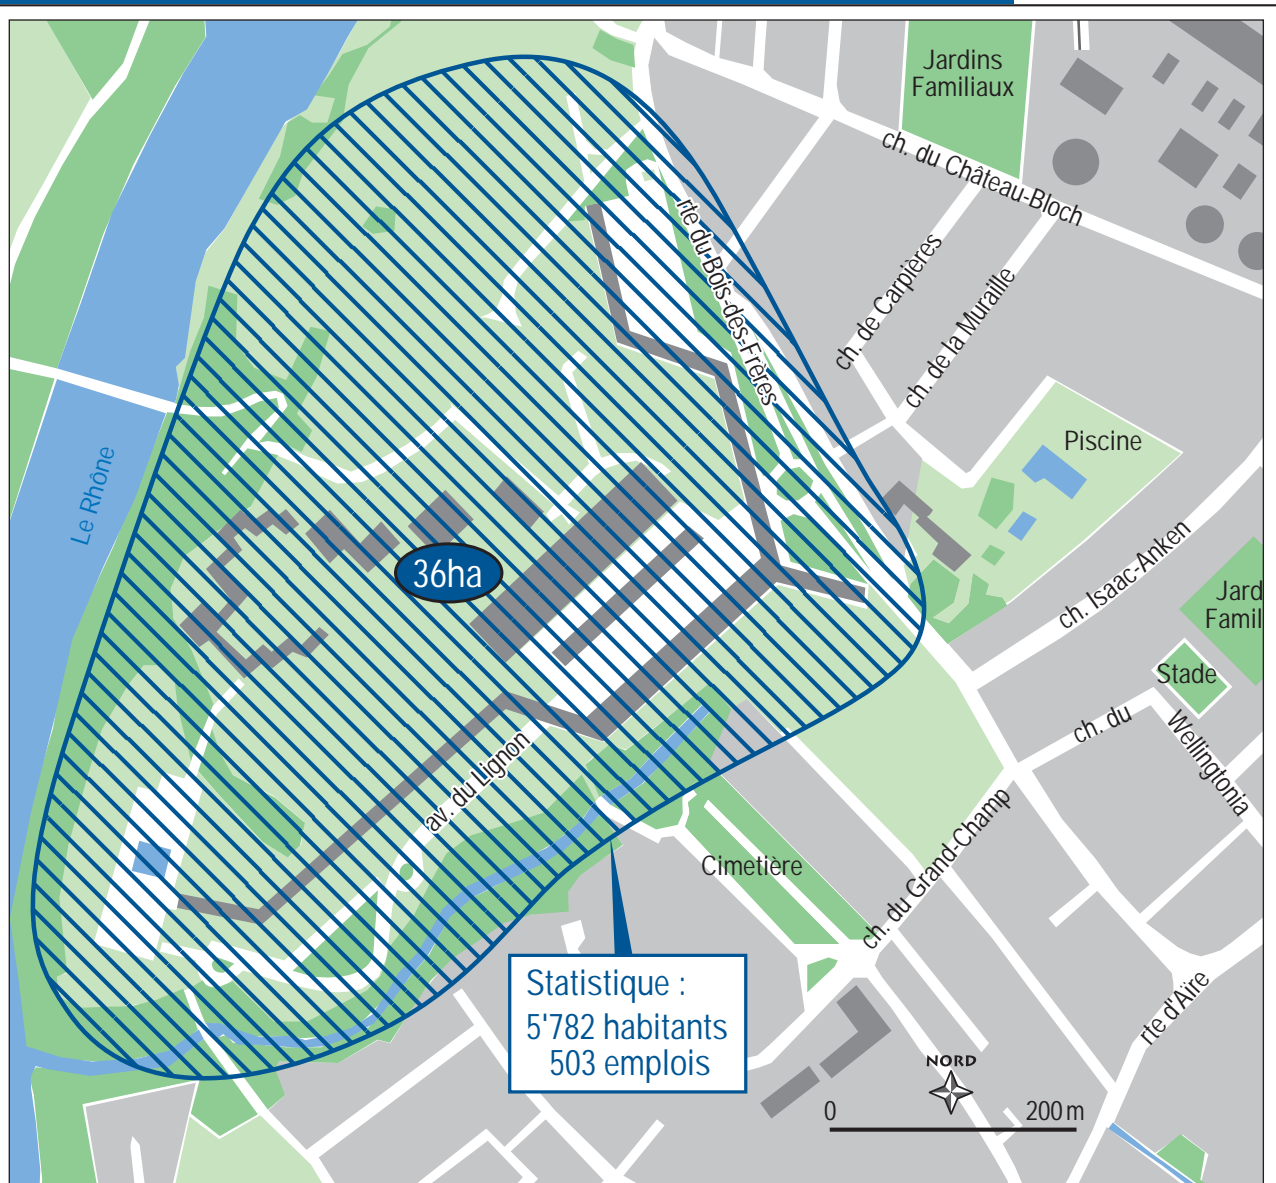 Jardins
Familiaux
ch. du Château-Bloch
rte du Bois-des-Frères
ch. de Carpières
ch. de la Muraille
Piscine
Le Rhône
36ha
ch. Isaac-Anken
Jard
Famil
Stade
ch. du
Wellingtonia
av. du Lignon
Cimetière
ch. du Grand-Champ
rte d'Aïre
Statistique :
5'782 habitants
503 emplois
NORD
0 200 m